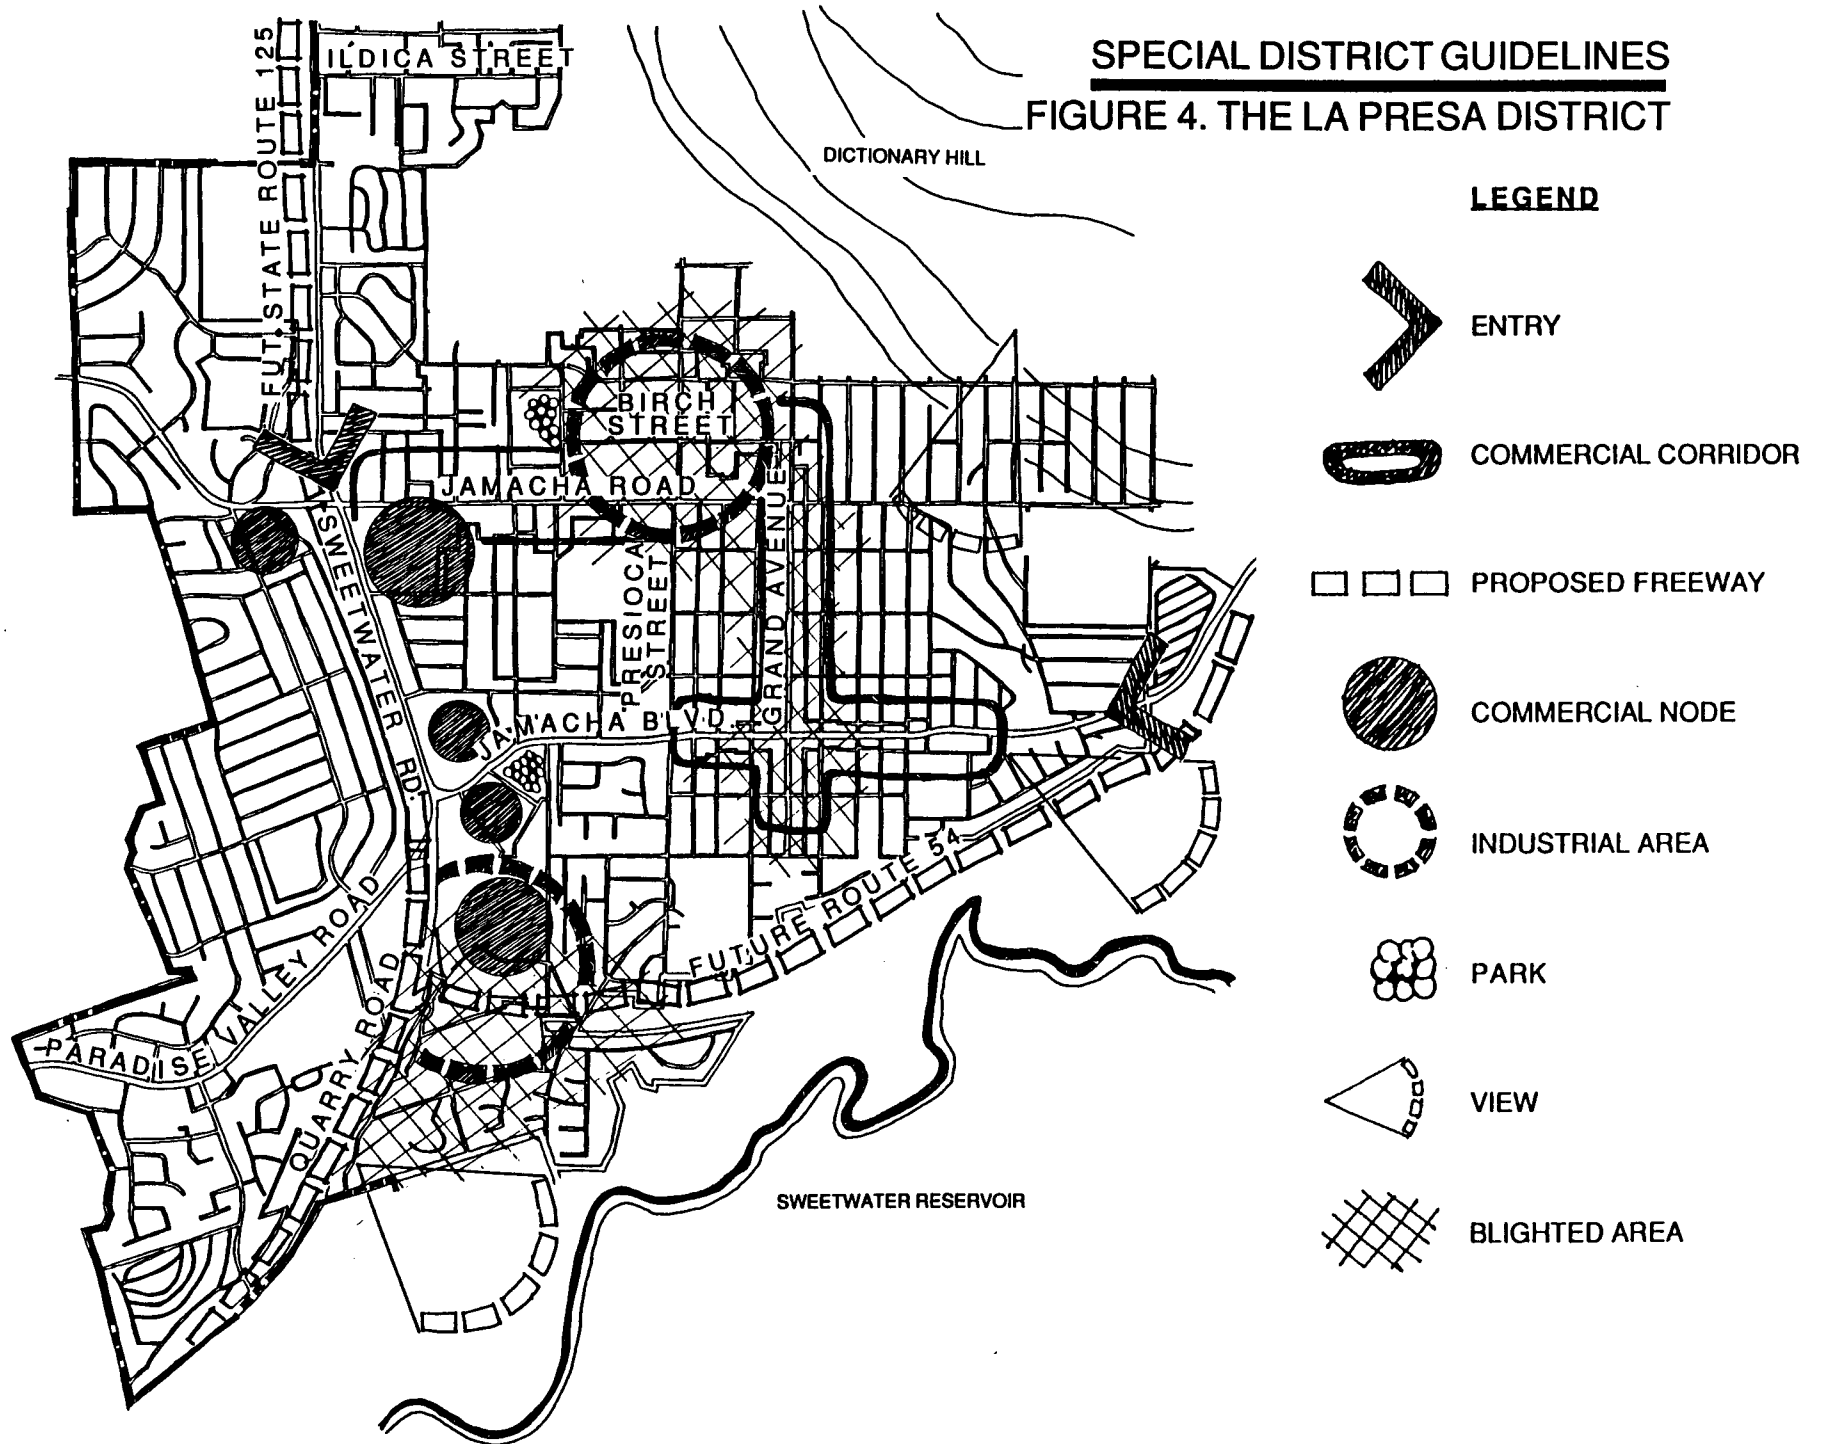 SPECIAL DISTRICT GUIDELINES
FIGURE 4. THE LA PRESA DISTRICT
ILDICA STREET
FUT. STATE ROUTE 125
DICTIONARY HILL
LEGEND
ENTRY
COMMERCIAL CORRIDOR
PROPOSED FREEWAY
COMMERCIAL NODE
INDUSTRIAL AREA
PARK
VIEW
BLIGHTED AREA
BIRCH
STREET
JAMACHA ROAD
SWEETWATER RD.
PRESIOCA
STREET
GRAND AVENUE
JAMACHA BLVD.
FUTURE ROUTE 54
PARADISE VALLEY ROAD
QUARRY ROAD
SWEETWATER RESERVOIR